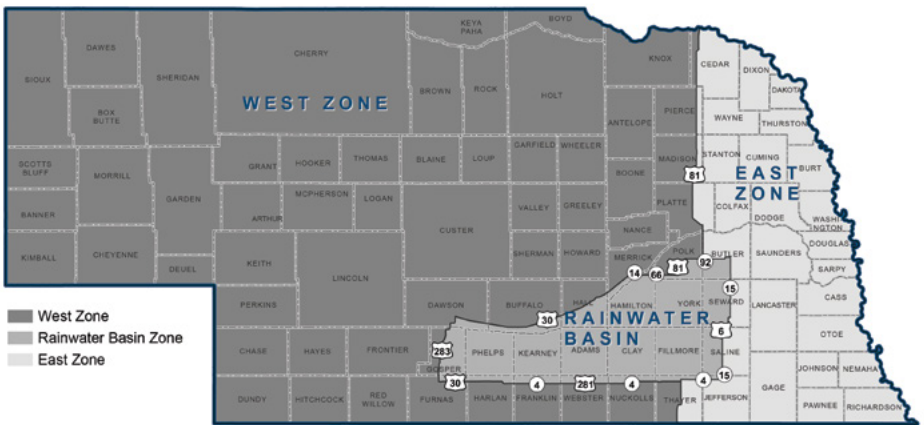 BOYD
KEYA
PAHA
DAWES
CHERRY
SIOUX
SHERIDAN
KNOX
CEDAR
DIXON
BROWN
ROCK
HOLT
DAKOTA
WEST ZONE
BOX
BUTTE
ANTELOPE
PIERCE
WAYNE
THURSTON
GARFIELD
WHEELER
SCOTTS
BLUFF
MORRILL
GRANT
HOOKER
THOMAS
BLAINE
LOUP
MADISON
STANTON
CUMING
BURT
BOONE
81
EAST
ZONE
GARDEN
MCPHERSON
LOGAN
VALLEY
GREELEY
PLATTE
COLFAX
DODGE
BANNER
ARTHUR
CUSTER
WASH-
INGTON
NANCE
KIMBALL
CHEYENNE
DEUEL
KEITH
LINCOLN
SHERMAN
HOWARD
MERRICK
POLK
BUTLER
SAUNDERS
DOUGLAS
SARPY
14
66
81
92
PERKINS
DAWSON
BUFFALO
HALL
HAMILTON
YORK
SEWARD
15
LANCASTER
CASS
30
RAINWATER
BASIN
6
OTOE
West Zone
Rainwater Basin Zone
East Zone
CHASE
HAYES
FRONTIER
283
GOSPER
PHELPS
KEARNEY
ADAMS
CLAY
FILLMORE
SALINE
15
GAGE
JOHNSON
NEMAHA
30
4
281
4
4
DUNDY
HITCHCOCK
RED
WILLOW
FURNAS
HARLAN
FRANKLIN
WEBSTER
NUCKOLLS
THAYER
JEFFERSON
PAWNEE
RICHARDSON